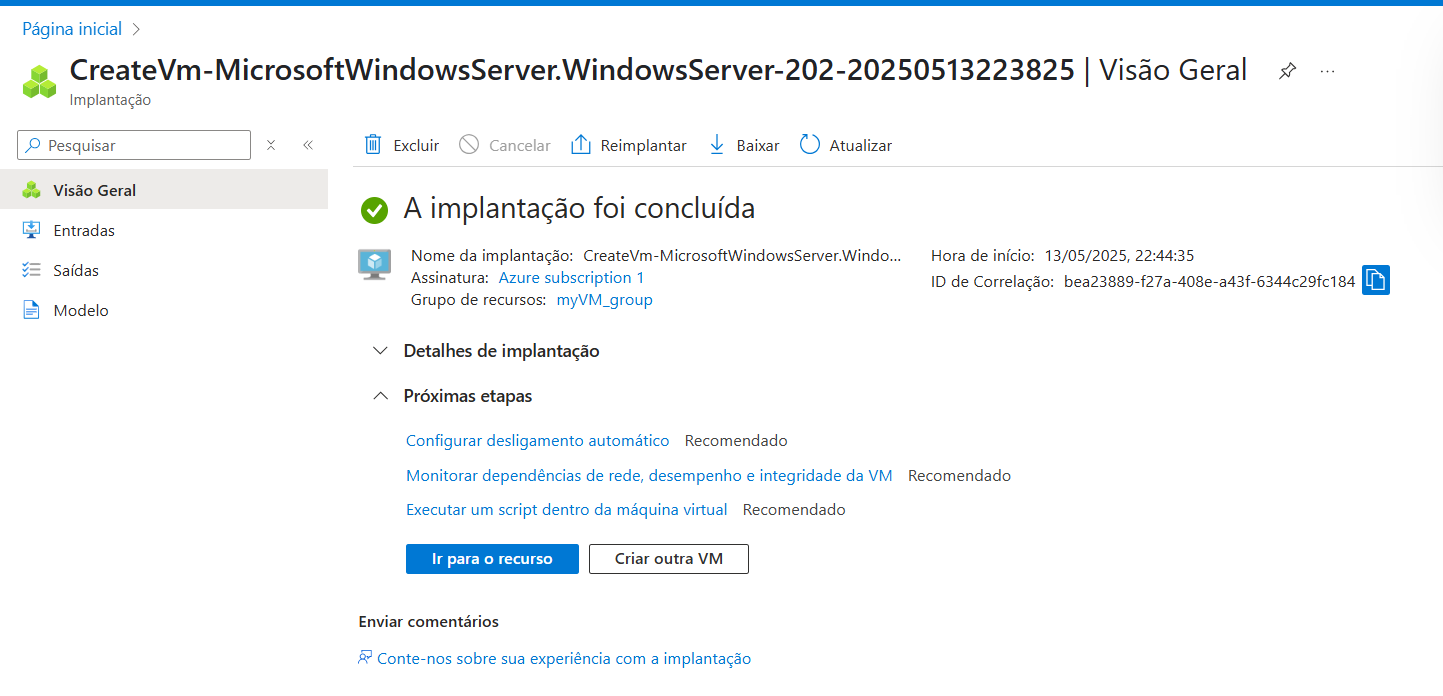 Página inicial
CreateVm-MicrosoftWindowsServer.WindowsServer-202-20250513223825 | Visão Geral
Implantação
Pesquisar
Excluir Cancelar Reimplantar Baixar Atualizar
Visão Geral
Entradas
Saídas
Modelo
A implantação foi concluída
Nome da implantação: CreateVm-MicrosoftWindowsServer.Windo...
Assinatura: Azure subscription 1
Grupo de recursos: myVM_group
Hora de início: 13/05/2025, 22:44:35
ID de Correlação: bea23889-f27a-408e-a43f-6344c29fc184
Detalhes de implantação
Próximas etapas
Configurar desligamento automático Recomendado
Monitorar dependências de rede, desempenho e integridade da VM Recomendado
Executar um script dentro da máquina virtual Recomendado
Ir para o recurso Criar outra VM
Enviar comentários
Conte-nos sobre sua experiência com a implantação